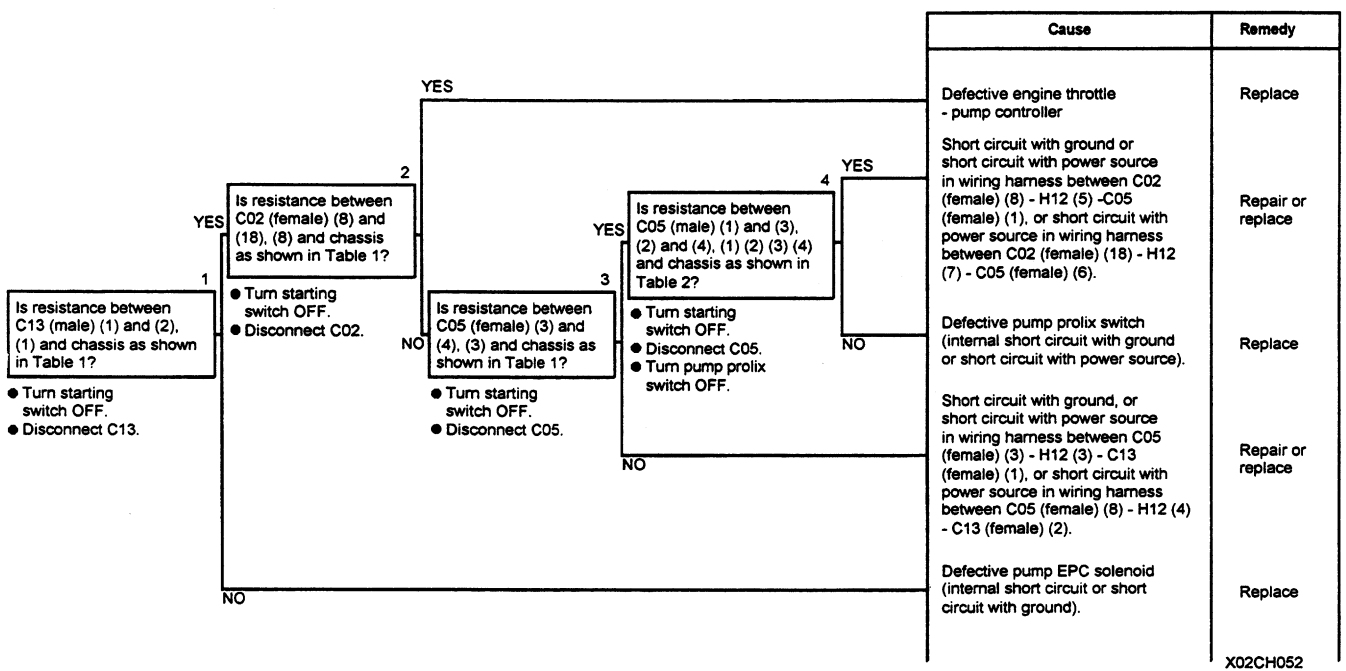 Cause
Remedy
YES
Defective engine throttle
- pump controller
Replace
Short circuit with ground or
short circuit with power source
in wiring harness between C02
(female) (8) - H12 (5) -C05
(female) (1), or short circuit with
power source in wiring harness
between C02 (female) (18) - H12
(7) - C05 (female) (6).
Repair or
replace
2
Is resistance between
C02 (female) (8) and
(18), (8) and chassis
as shown in Table 1?
YES
● Turn starting
switch OFF.
● Disconnect C02.
4
YES
Is resistance between
C05 (male) (1) and (3),
(2) and (4), (1) (2) (3) (4)
and chassis as shown in
Table 2?
YES
● Turn starting
switch OFF.
● Disconnect C05.
● Turn pump prolix
switch OFF.
NO
Defective pump prolix switch
(internal short circuit with ground
or short circuit with power source).
Replace
1
Is resistance between
C13 (male) (1) and (2),
(1) and chassis as shown
in Table 1?
● Turn starting
switch OFF.
● Disconnect C13.
3
NO
Is resistance between
C05 (female) (3) and
(4), (3) and chassis as
shown in Table 1?
● Turn starting
switch OFF.
● Disconnect C05.
NO
Short circuit with ground, or
short circuit with power source
in wiring harness between C05
(female) (3) - H12 (3) - C13
(female) (1), or short circuit with
power source in wiring harness
between C05 (female) (8) - H12 (4)
- C13 (female) (2).
Repair or
replace
NO
Defective pump EPC solenoid
(internal short circuit or short
circuit with ground).
Replace
X02CH052